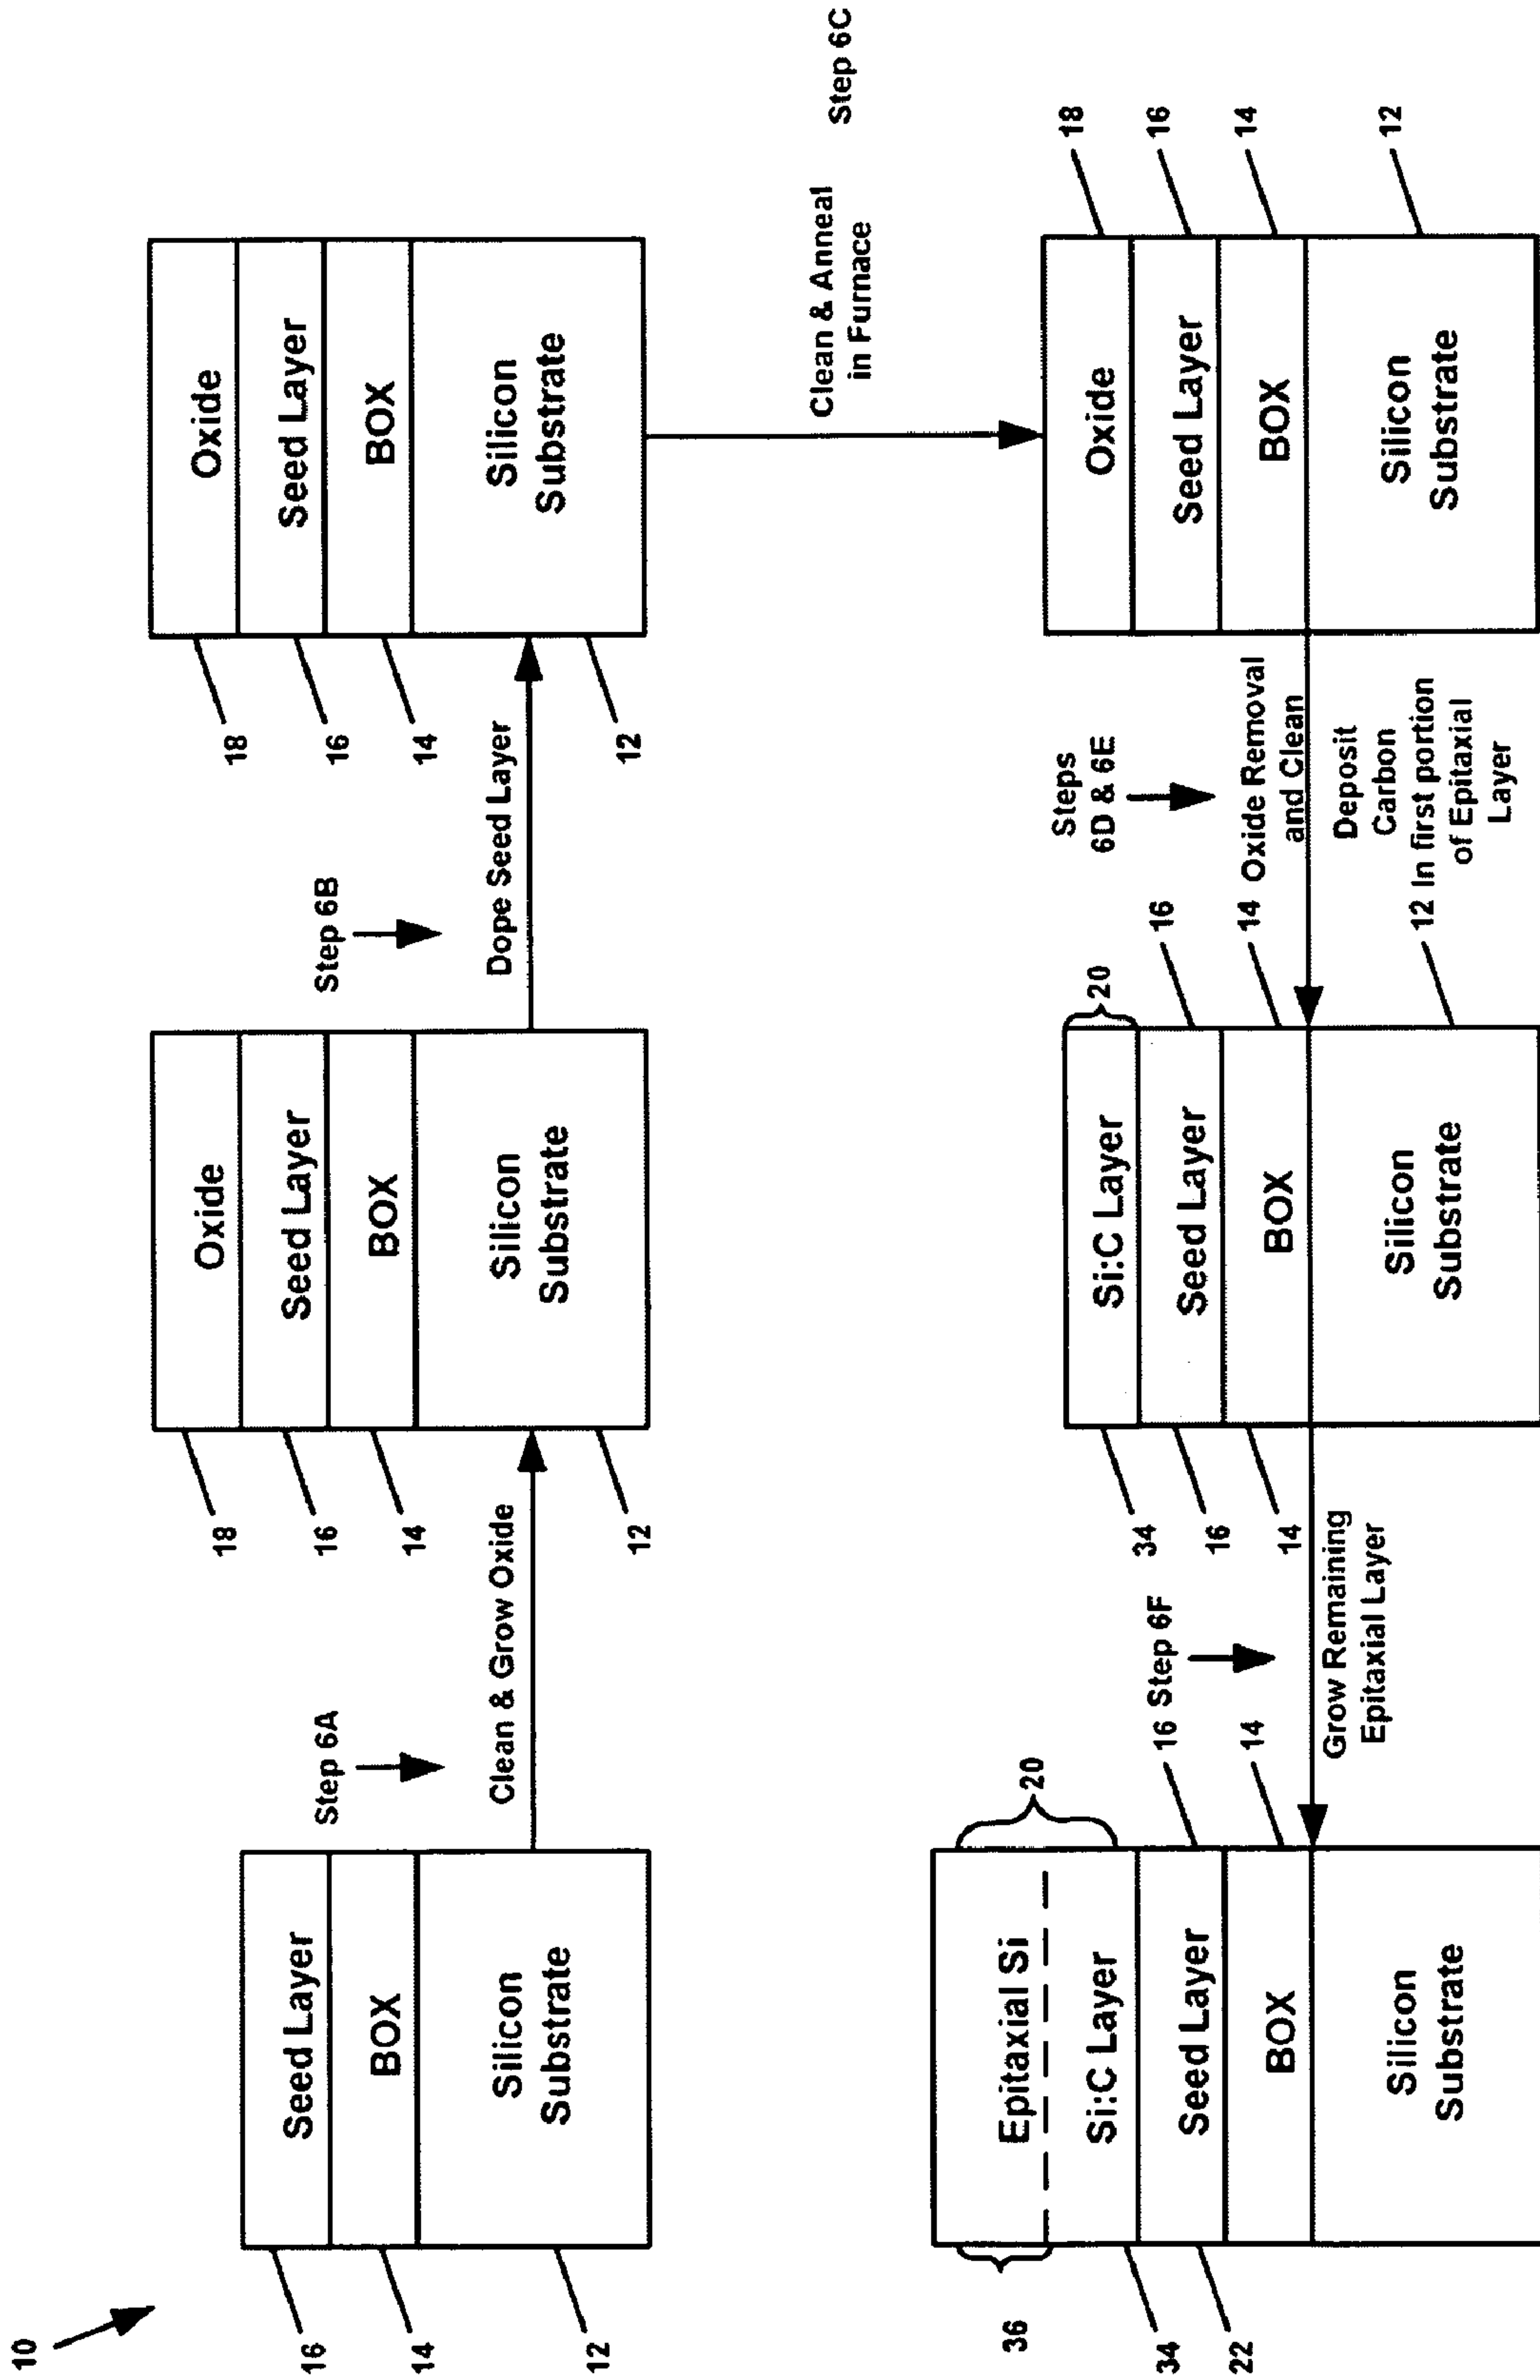 10
Step 6A
Step 6B
Seed Layer
BOX
Silicon
Substrate
16
14
12
Clean & Grow Oxide
Oxide
Seed Layer
BOX
Silicon
Substrate
18
16
14
12
Dope Seed Layer
Oxide
Seed Layer
BOX
Silicon
Substrate
18
16
14
12
Clean & Anneal
in Furnace
Step 6C
Oxide
Seed Layer
BOX
Silicon
Substrate
18
16
14
12
Steps
6D & 6E
Oxide Removal
and Clean
Deposit
Carbon
In first portion
of Epitaxial
Layer
20
16
14
12
Si:C Layer
Seed Layer
BOX
Silicon
Substrate
34
16
14
Step 6F
Grow Remaining
Epitaxial Layer
20
16
14
Epitaxial Si
Si:C Layer
Seed Layer
BOX
Silicon
Substrate
36
34
22